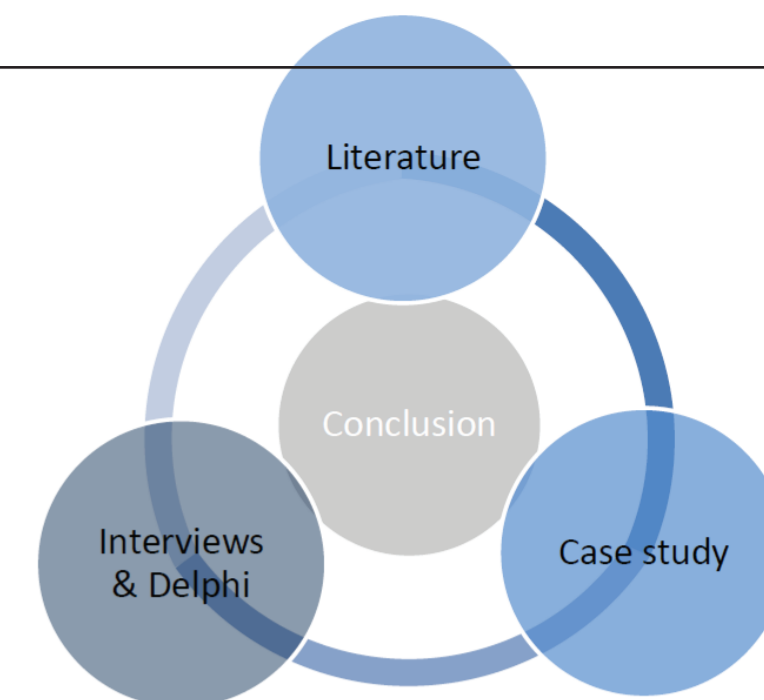 Literature
Conclusion
Interviews
& Delphi
Case study